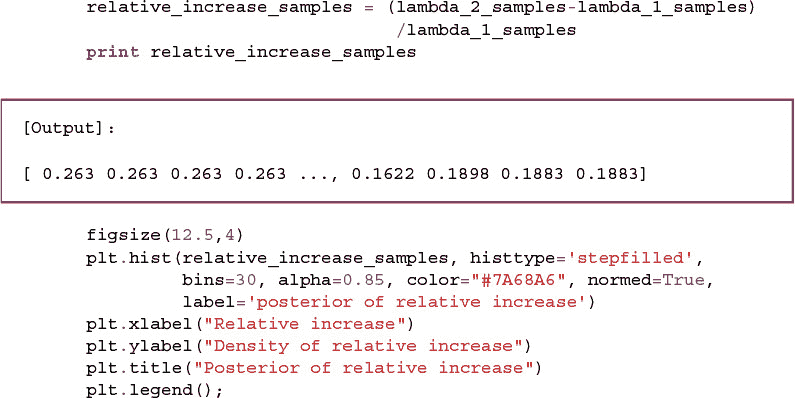 relative_increase_samples = (lambda_2_samples-lambda_1_samples)
/lambda_1_samples
print relative_increase_samples
[Output]:
[ 0.263 0.263 0.263 0.263 ..., 0.1622 0.1898 0.1883 0.1883]
figsize(12.5,4)
plt.hist(relative_increase_samples, histtype='stepfilled',
bins=30, alpha=0.85, color="#7A68A6", normed=True,
label='posterior of relative increase')
plt.xlabel("Relative increase")
plt.ylabel("Density of relative increase")
plt.title("Posterior of relative increase")
plt.legend();